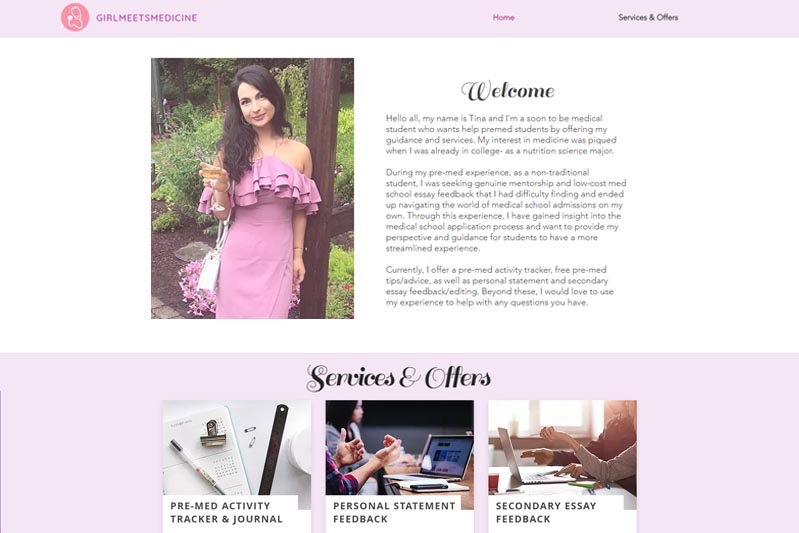 GIRLMEETSMEDICINE
Home
Services & Offers
Welcome
Hello all, my name is Tina and I'm a soon to be medical
student who wants help premed students by offering my
guidance and services. My interest in medicine was piqued
when I was already in college- as a nutrition science major.
During my pre-med experience, as a non-traditional
student, I was seeking genuine mentorship and low-cost med
school essay feedback that I had difficulty finding and ended
up navigating the world of medical school admissions on my
own. Through this experience, I have gained insight into the
medical school application process and want to provide my
perspective and guidance for students to have a more
streamlined experience.
Currently, I offer a pre-med activity tracker, free pre-med
tips/advice, as well as personal statement and secondary
essay feedback/editing. Beyond these, I would love to use
my experience to help with any questions you have.
Services & Offers
PRE-MED ACTIVITY
TRACKER & JOURNAL
PERSONAL STATEMENT
FEEDBACK
SECONDARY ESSAY
FEEDBACK